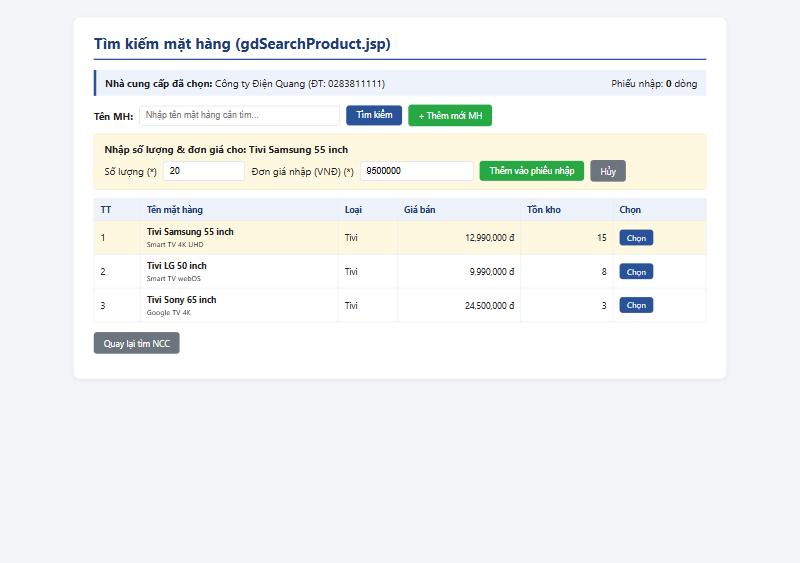 Tìm kiếm mặt hàng (gdSearchProduct.jsp)
Nhà cung cấp đã chọn: Công ty Điện Quang (ĐT: 0283811111) Phiếu nhập: 0 dòng
Tên MH: Nhập tên mặt hàng cần tìm... Tìm kiếm + Thêm mới MH
Nhập số lượng & đơn giá cho: Tivi Samsung 55 inch
Số lượng (*) 20 Đơn giá nhập (VNĐ) (*) 9500000 Thêm vào phiếu nhập Hủy
TT Tên mặt hàng Loại Giá bán Tồn kho Chọn
1 Tivi Samsung 55 inch Tivi 12,990,000 đ 15 Chọn
Smart TV 4K UHD
2 Tivi LG 50 inch Tivi 9,990,000 đ 8 Chọn
Smart TV webOS
3 Tivi Sony 65 inch Tivi 24,500,000 đ 3 Chọn
Google TV 4K
Quay lại tìm NCC